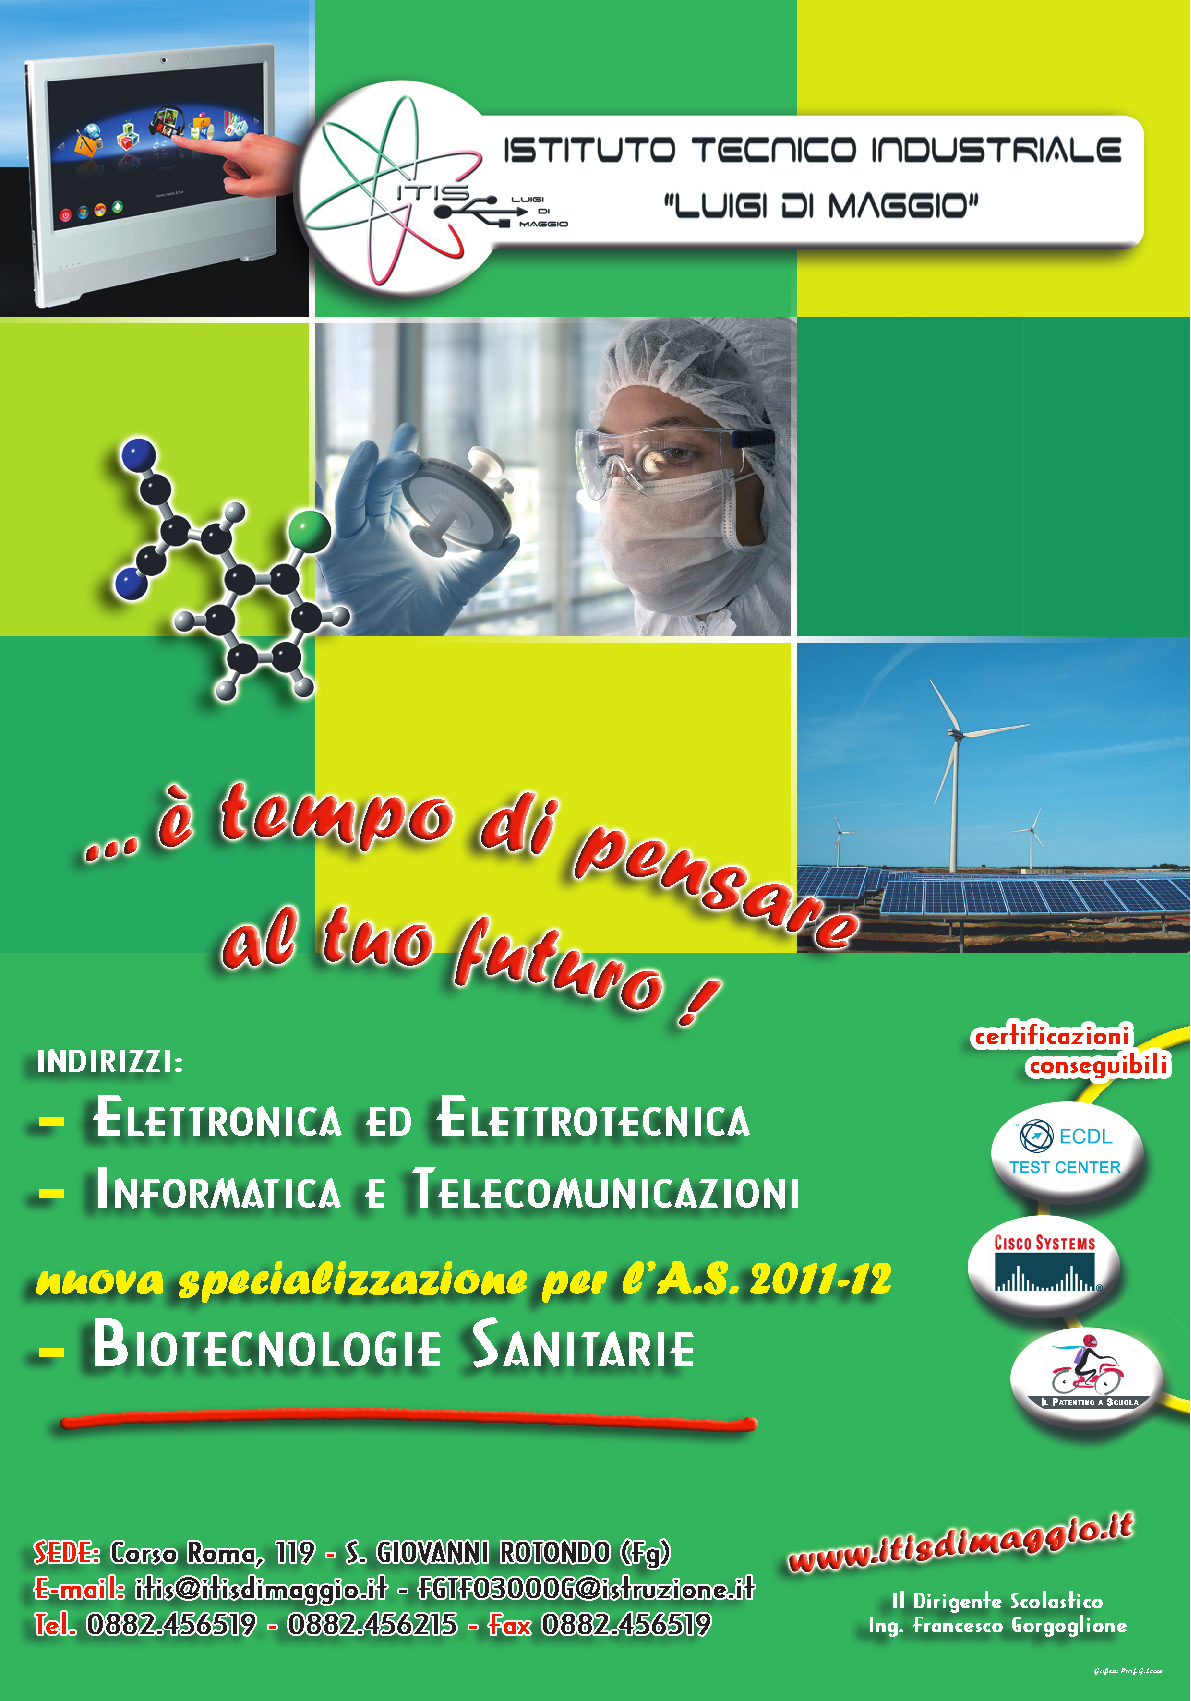 ISTITUTO TECNICO INDUSTRIALE
"LUIGI DI MAGGIO"
ITIS
LUIGI
DI
MAGGIO
... è tempo di pensare
al tuo futuro !
INDIRIZZI:
- ELETTRONICA ED ELETTROTECNICA
- INFORMATICA E TELECOMUNICAZIONI
nuova specializzazione per l'A.S. 2011-12
- BIOTECNOLOGIE SANITARIE
certificazioni
conseguibili
ECDL
TEST CENTER
CISCO SYSTEMS
IL PATENTINO A SCUOLA
SEDE: Corso Roma, 119 - S. GIOVANNI ROTONDO (Fg)
E-mail: itis@itisdimaggio.it - FGTF03000G@istruzione.it
Tel. 0882.456519 - 0882.456215 - Fax 0882.456519
www.itisdimaggio.it
Il Dirigente Scolastico
Ing. Francesco Gorgoglione